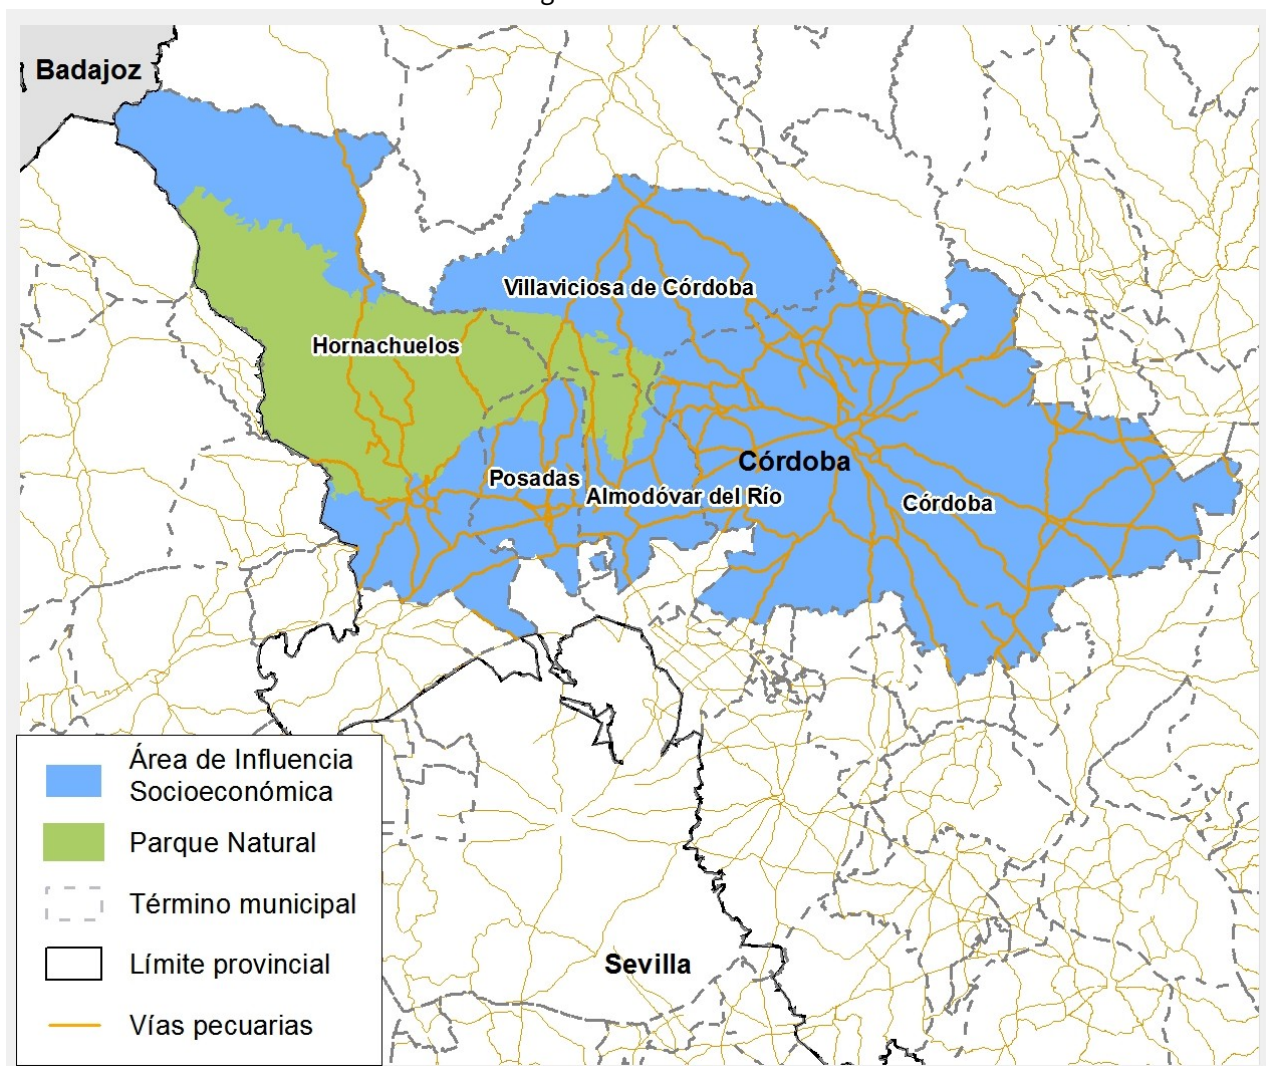 Badajoz
Villaviciosa de Córdoba
Hornachuelos
Córdoba
Posadas
Almodóvar del Río
Córdoba
Área de Influencia
Socioeconómica
Parque Natural
Término municipal
Límite provincial
Vías pecuarias
Sevilla